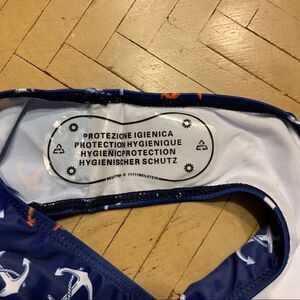 PROTEZIONE IGIENICA
PROTECTION HYGIENIQUE
HYGIENIC PROTECTION
HYGIENISCHER SCHUTZ